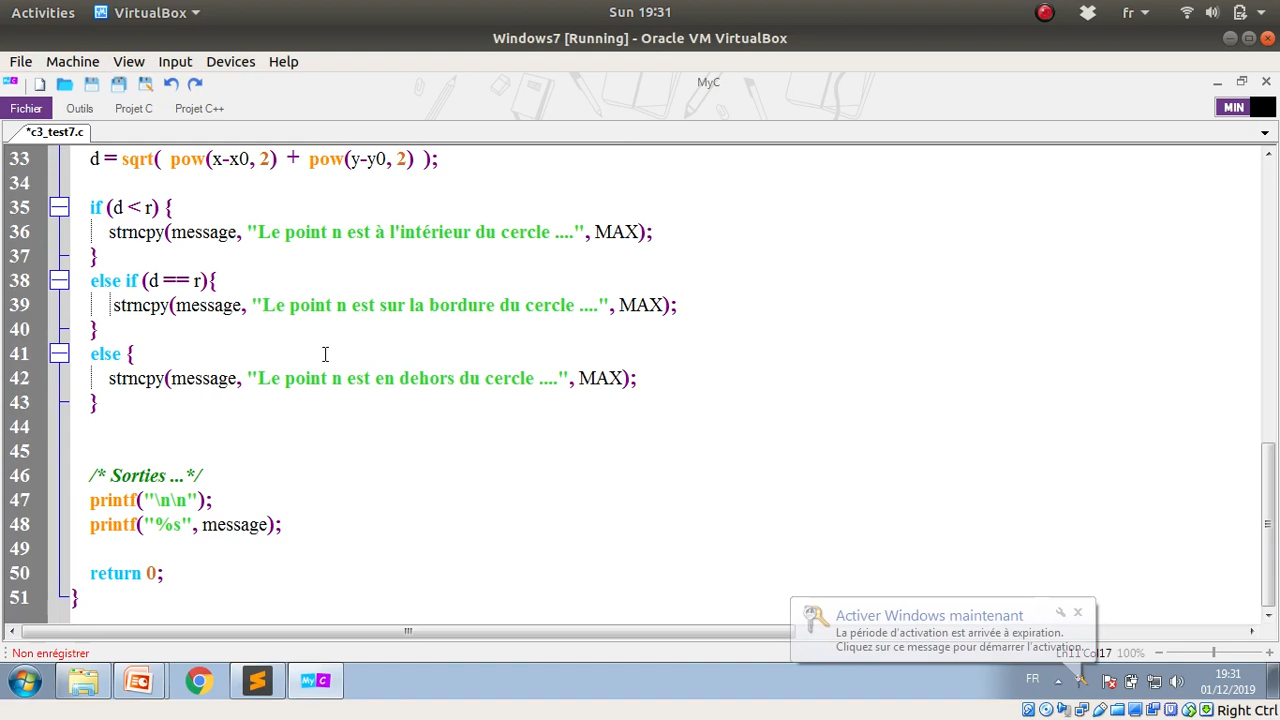 Activities VirtualBox Sun 19:31 fr
Windows7 [Running] - Oracle VM VirtualBox
File Machine View Input Devices Help
MyC
Fichier Outils Projet C Projet C++ MIN
*c3_test7.c
33 d = sqrt( pow(x-x0, 2) + pow(y-y0, 2) );
34
35 if (d < r) {
36 strncpy(message, "Le point n est à l'intérieur du cercle ....", MAX);
37 }
38 else if (d == r){
39 strncpy(message, "Le point n est sur la bordure du cercle ....", MAX);
40 }
41 else {
42 strncpy(message, "Le point n est en dehors du cercle ....", MAX);
43 }
44
45
46 /* Sorties ...*/
47 printf("\n\n");
48 printf("%s", message);
49
50 return 0;
51 }
Activer Windows maintenant
La période d'activation est arrivée à expiration.
Cliquez sur ce message pour démarrer l'activation.
Non enregistrer Ln11 Col17 100%
MyC FR 19:31
01/12/2019
Right Ctrl